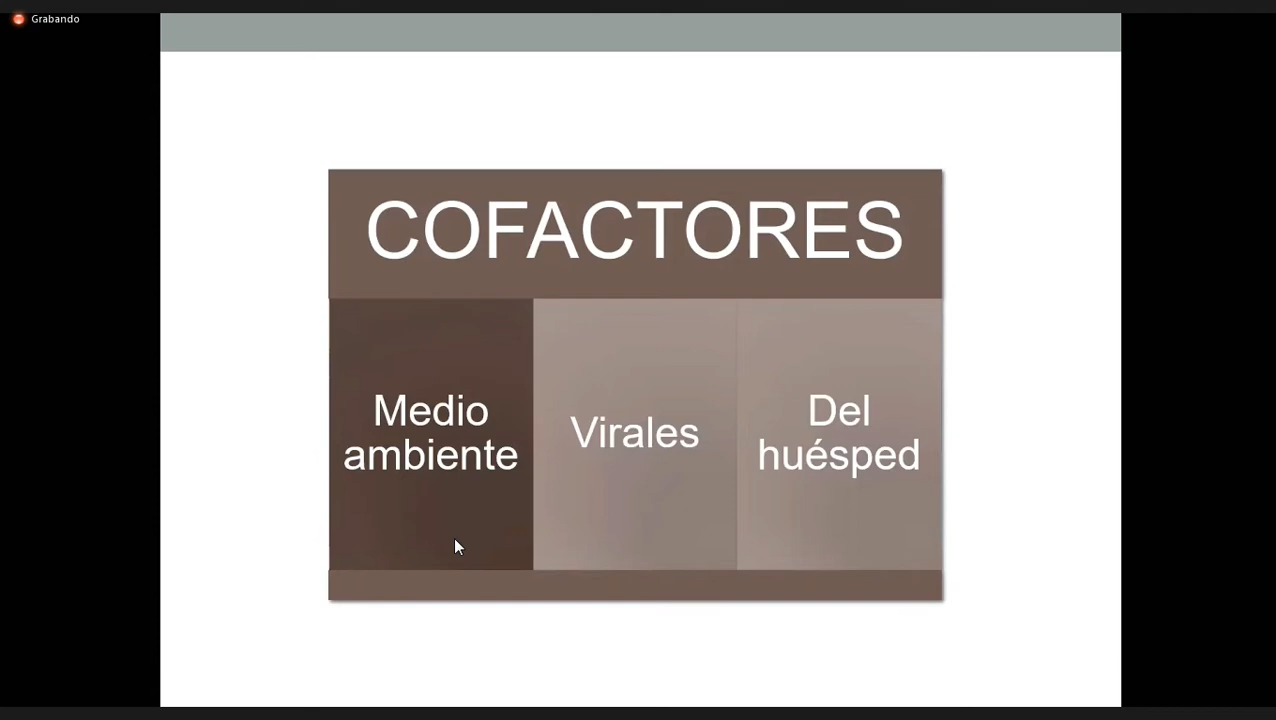 Grabando
COFACTORES
Medio
ambiente
Virales
Del
huésped